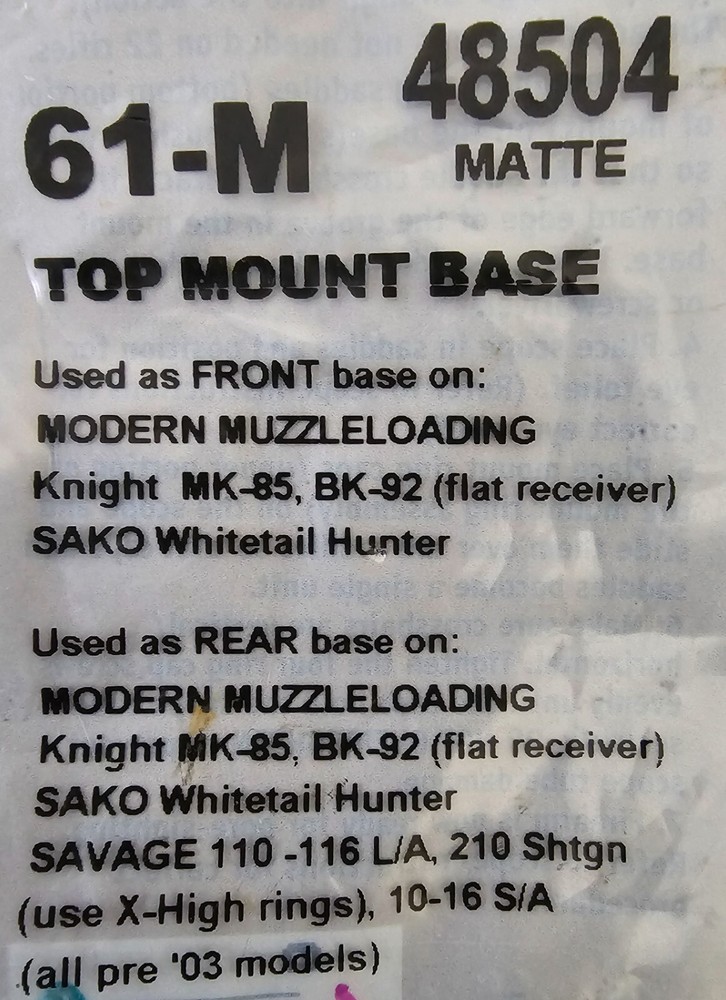 48504
61-M
MATTE
TOP MOUNT BASE
Used as FRONT base on:
MODERN MUZZLELOADING
Knight MK-85, BK-92 (flat receiver)
SAKO Whitetail Hunter
Used as REAR base on:
MODERN MUZZLELOADING
Knight MK-85, BK-92 (flat receiver)
SAKO Whitetail Hunter
SAVAGE 110 -116 L/A, 210 Shtgn
(use X-High rings), 10-16 S/A
(all pre '03 models)